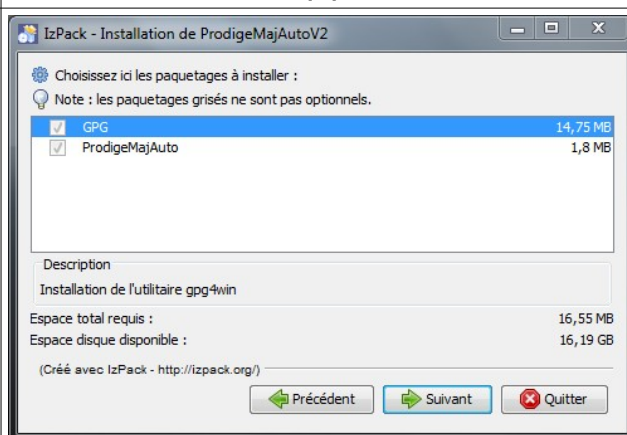 IzPack - Installation de ProdigeMajAutoV2
Choisissez ici les paquetages à installer :
Note : les paquetages grisés ne sont pas optionnels.
GPG 14,75 MB
ProdigeMajAuto 1,8 MB
Description
Installation de l'utilitaire gpg4win
Espace total requis : 16,55 MB
Espace disque disponible : 16,19 GB
(Créé avec IzPack - http://izpack.org/)
Précédent Suivant Quitter